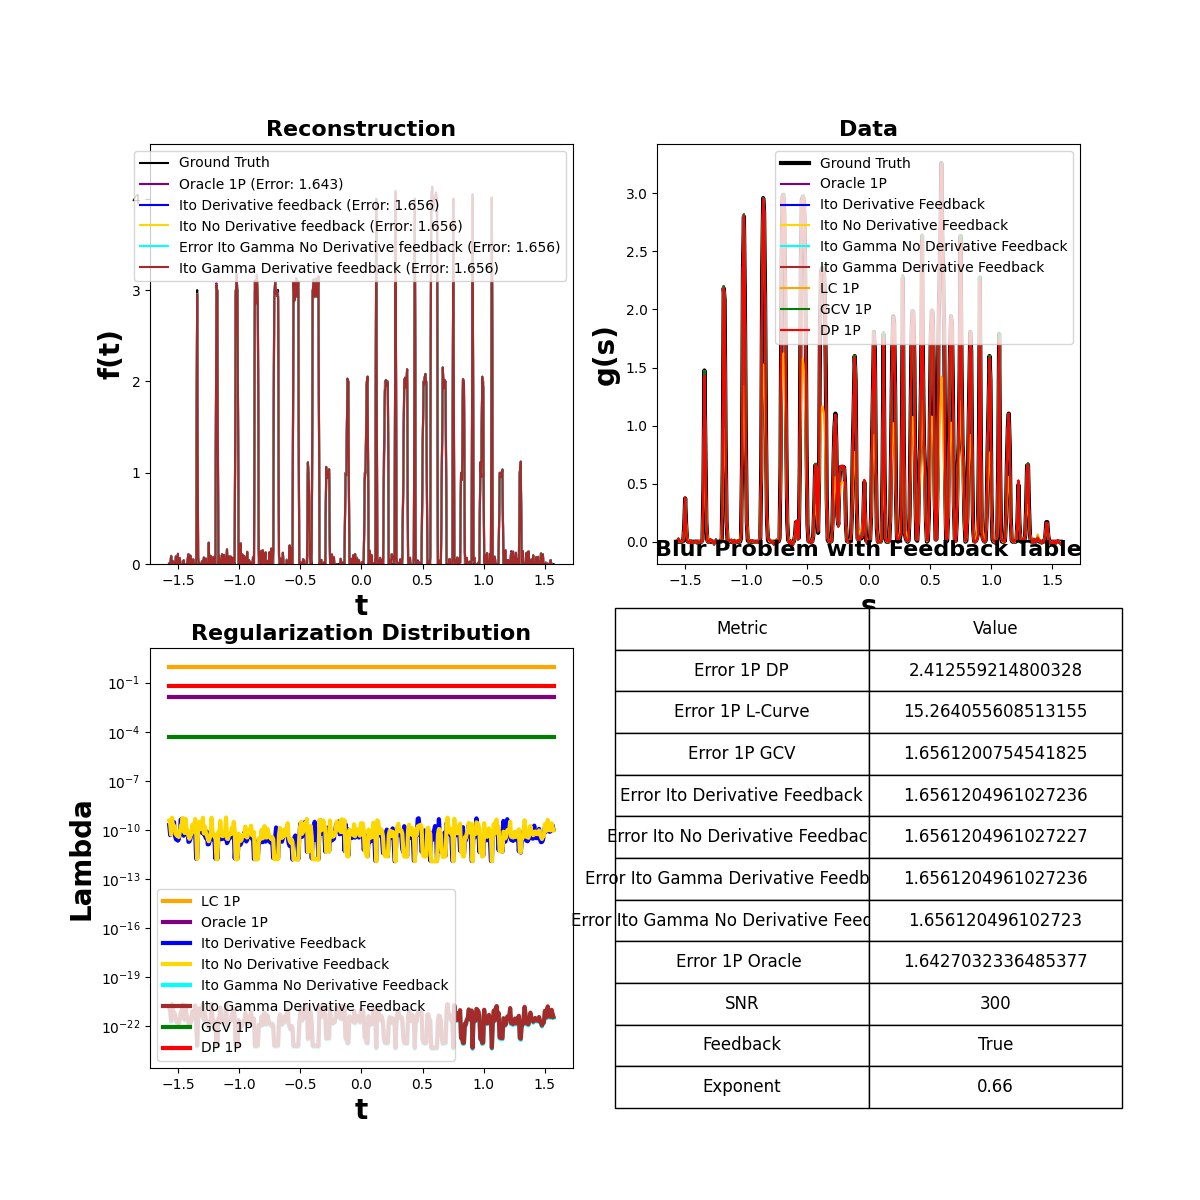 Reconstruction
Ground Truth
Oracle 1P (Error: 1.643)
Ito Derivative feedback (Error: 1.656)
Ito No Derivative feedback (Error: 1.656)
Error Ito Gamma No Derivative feedback (Error: 1.656)
Ito Gamma Derivative feedback (Error: 1.656)
f(t)
4
3
2
1
0
−1.5 −1.0 −0.5 0.0 0.5 1.0 1.5
t
Data
Ground Truth
Oracle 1P
Ito Derivative Feedback
Ito No Derivative Feedback
Ito Gamma No Derivative Feedback
Ito Gamma Derivative Feedback
LC 1P
GCV 1P
DP 1P
g(s)
3.0
2.5
2.0
1.5
1.0
0.5
0.0
−1.5 −1.0 −0.5 0.0 0.5 1.0 1.5
s
Regularization Distribution
Lambda
10⁻¹
10⁻⁴
10⁻⁷
10⁻¹⁰
10⁻¹³
10⁻¹⁶
10⁻¹⁹
10⁻²²
LC 1P
Oracle 1P
Ito Derivative Feedback
Ito No Derivative Feedback
Ito Gamma No Derivative Feedback
Ito Gamma Derivative Feedback
GCV 1P
DP 1P
−1.5 −1.0 −0.5 0.0 0.5 1.0 1.5
t
Blur Problem with Feedback Table
Metric Value
Error 1P DP 2.412559214800328
Error 1P L-Curve 15.264055608513155
Error 1P GCV 1.6561200754541825
Error Ito Derivative Feedback 1.6561204961027236
Error Ito No Derivative Feedbac 1.6561204961027227
Error Ito Gamma Derivative Feedb 1.6561204961027236
Error Ito Gamma No Derivative Feed 1.656120496102723
Error 1P Oracle 1.6427032336485377
SNR 300
Feedback True
Exponent 0.66